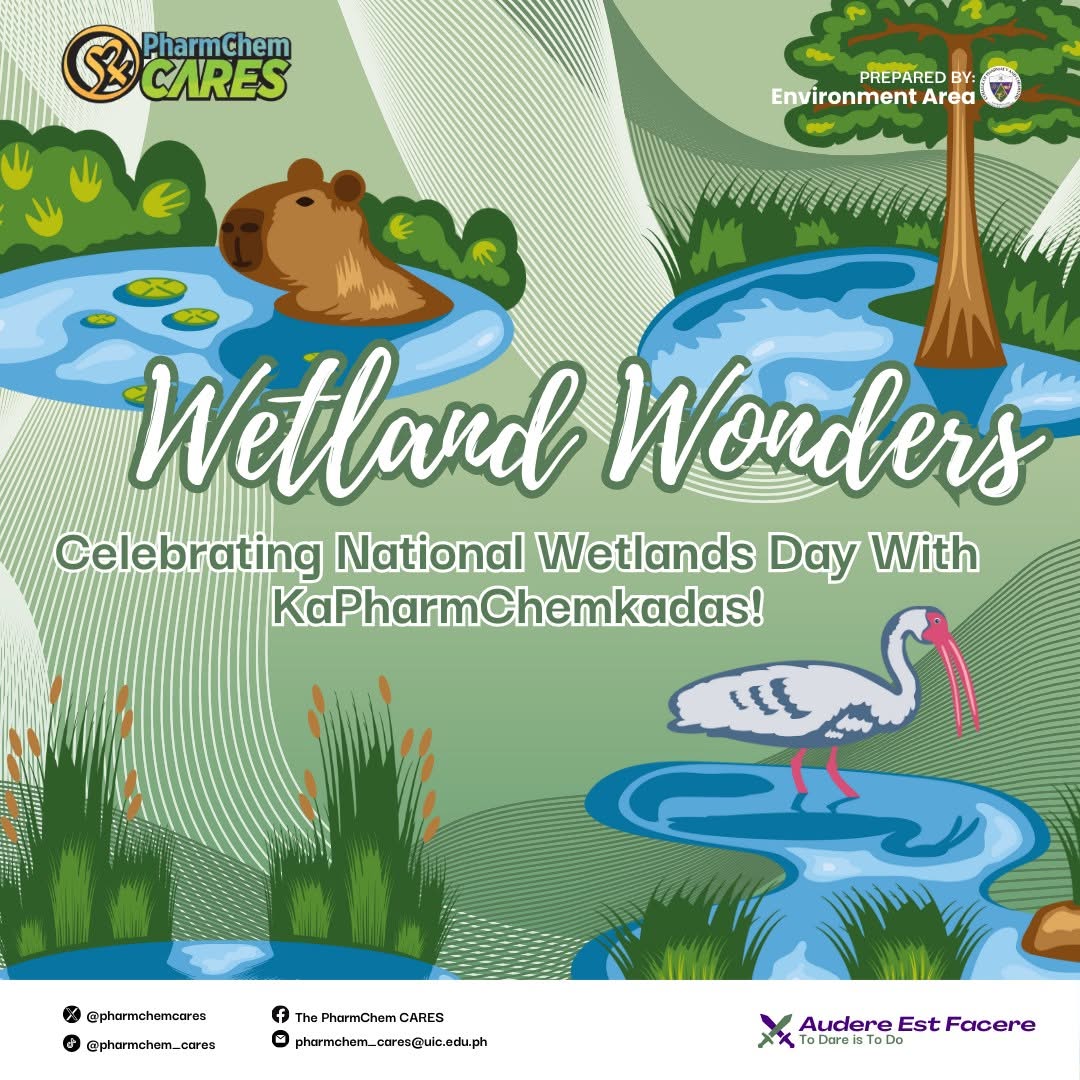 PharmChem
CARES
PREPARED BY:
Environment Area
Wetland Wonders
Celebrating National Wetlands Day With
KaPharmChemkadas!
@pharmchemcares
@pharmchem_cares
The PharmChem CARES
pharmchem_cares@uic.edu.ph
Audere Est Facere
To Dare is To Do